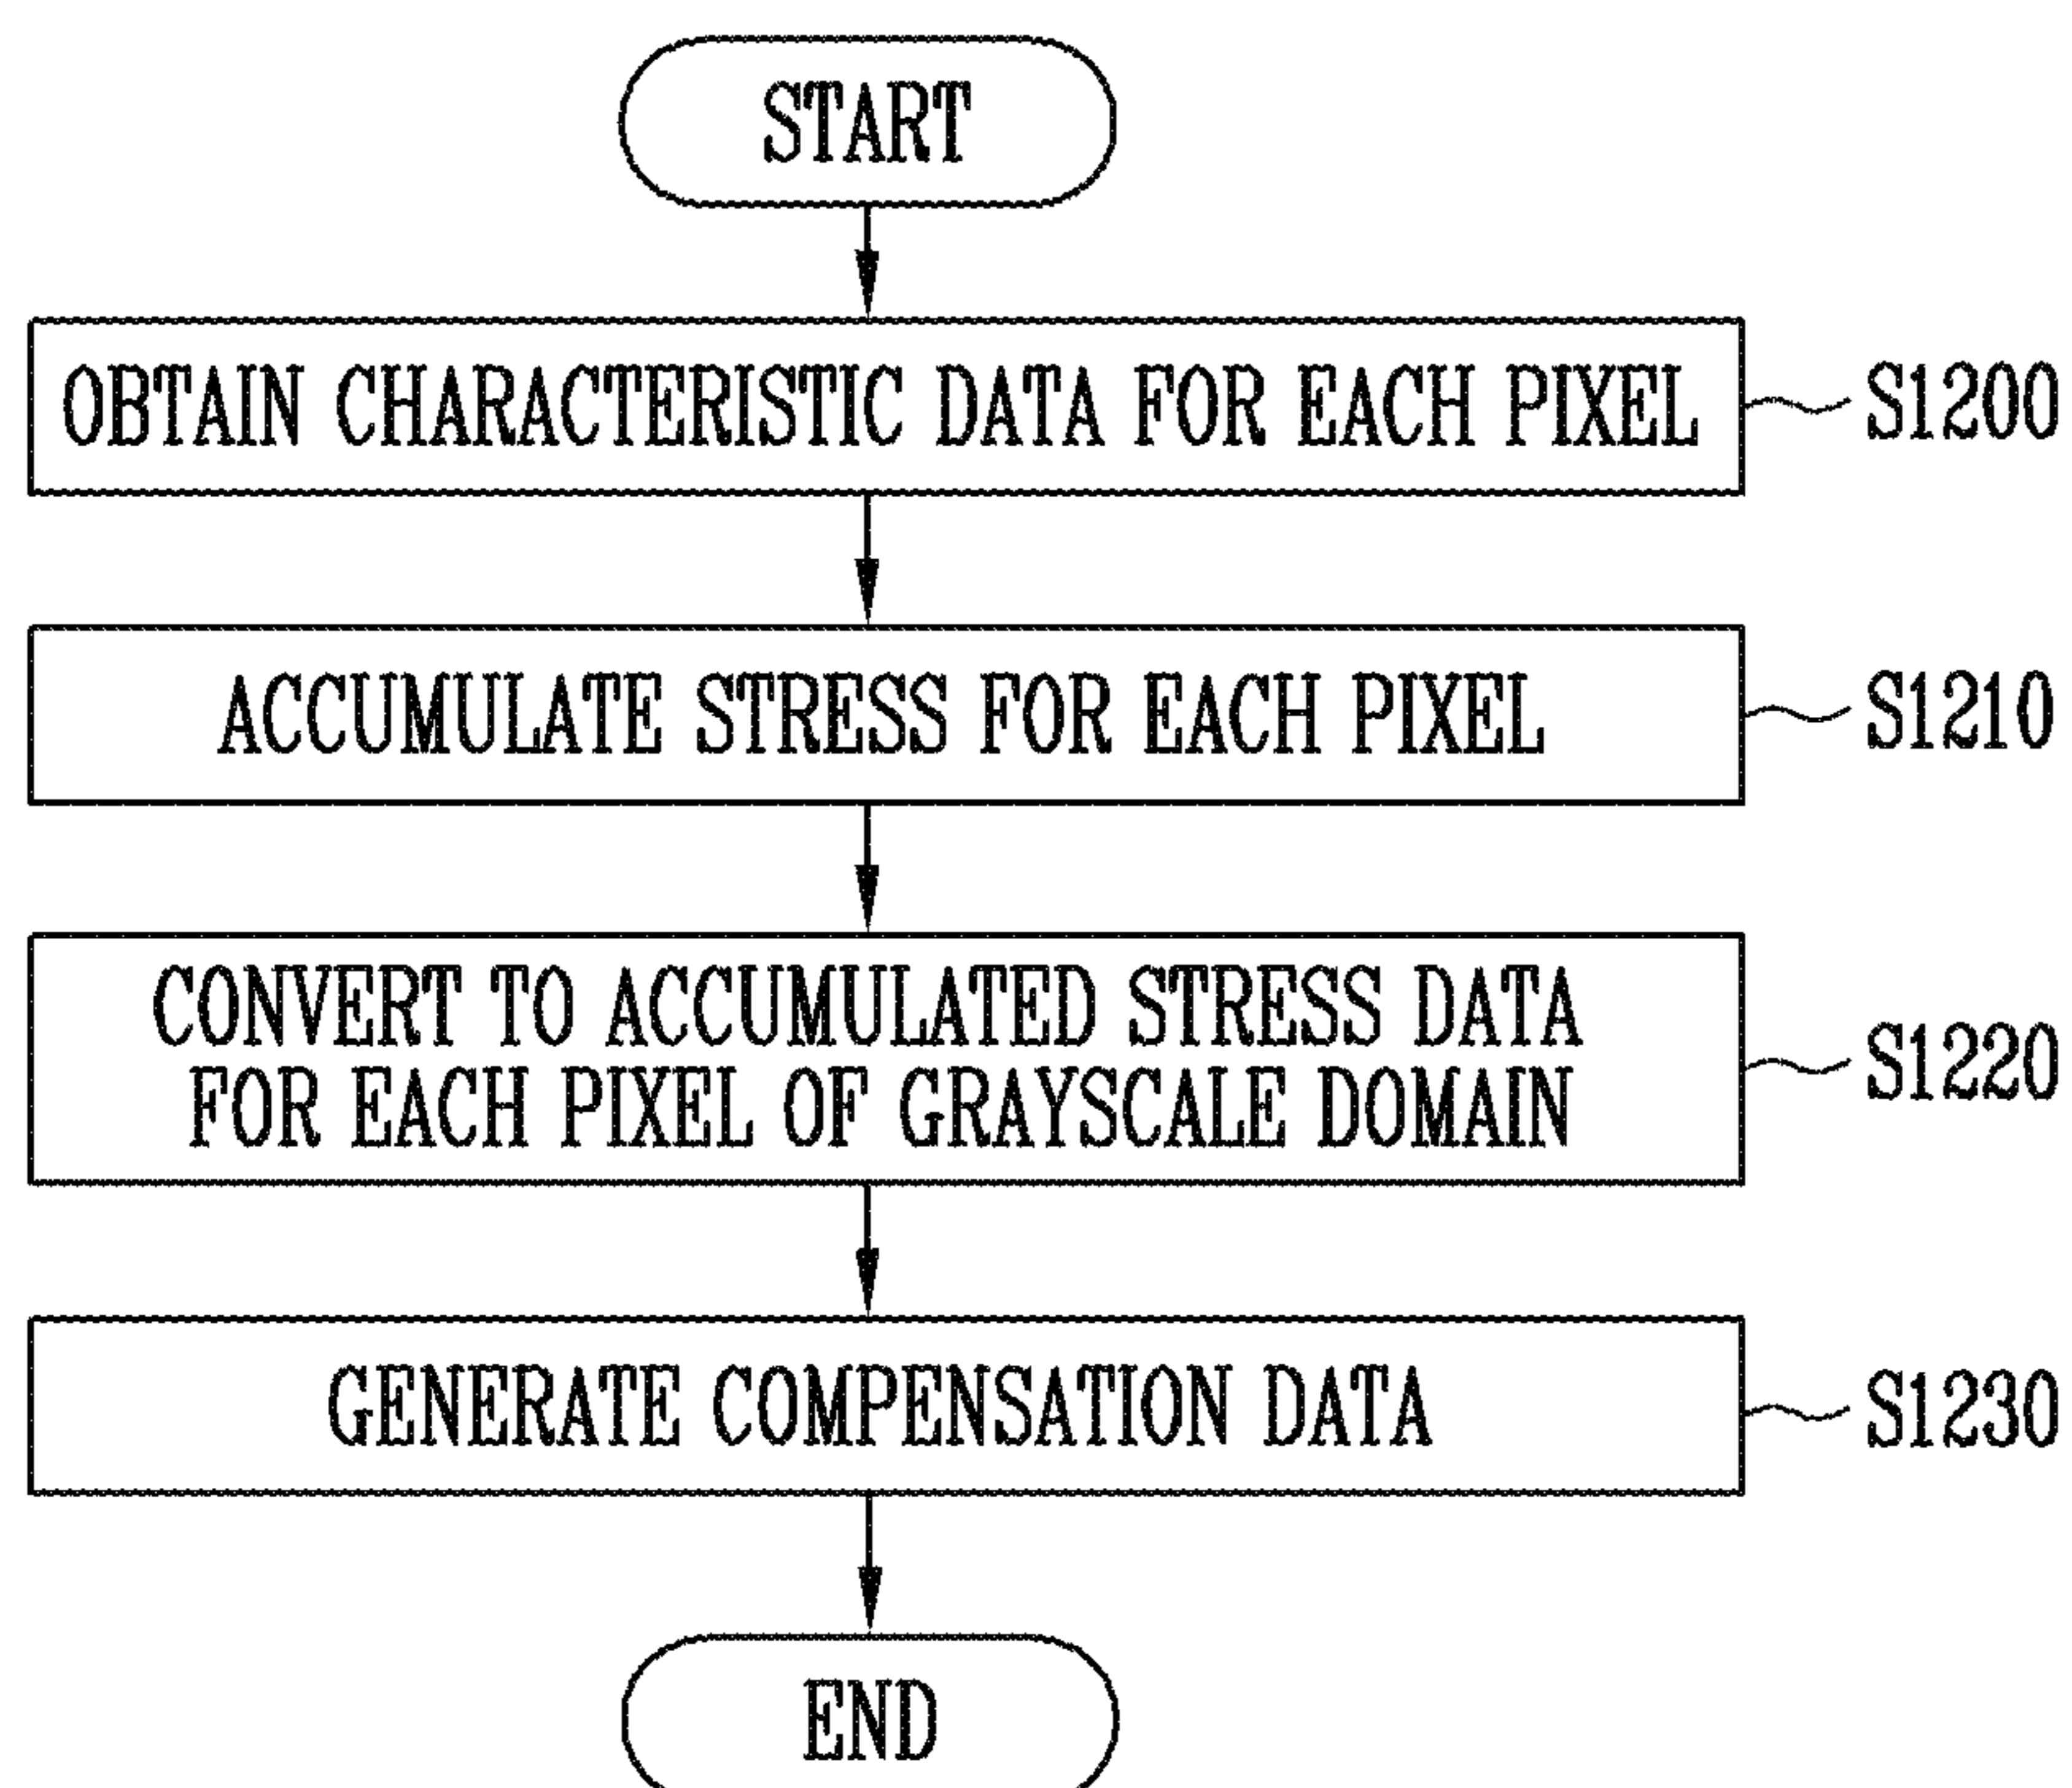 START
OBTAIN CHARACTERISTIC DATA FOR EACH PIXEL
S1200
ACCUMULATE STRESS FOR EACH PIXEL
S1210
CONVERT TO ACCUMULATED STRESS DATA
FOR EACH PIXEL OF GRAYSCALE DOMAIN
S1220
GENERATE COMPENSATION DATA
S1230
END